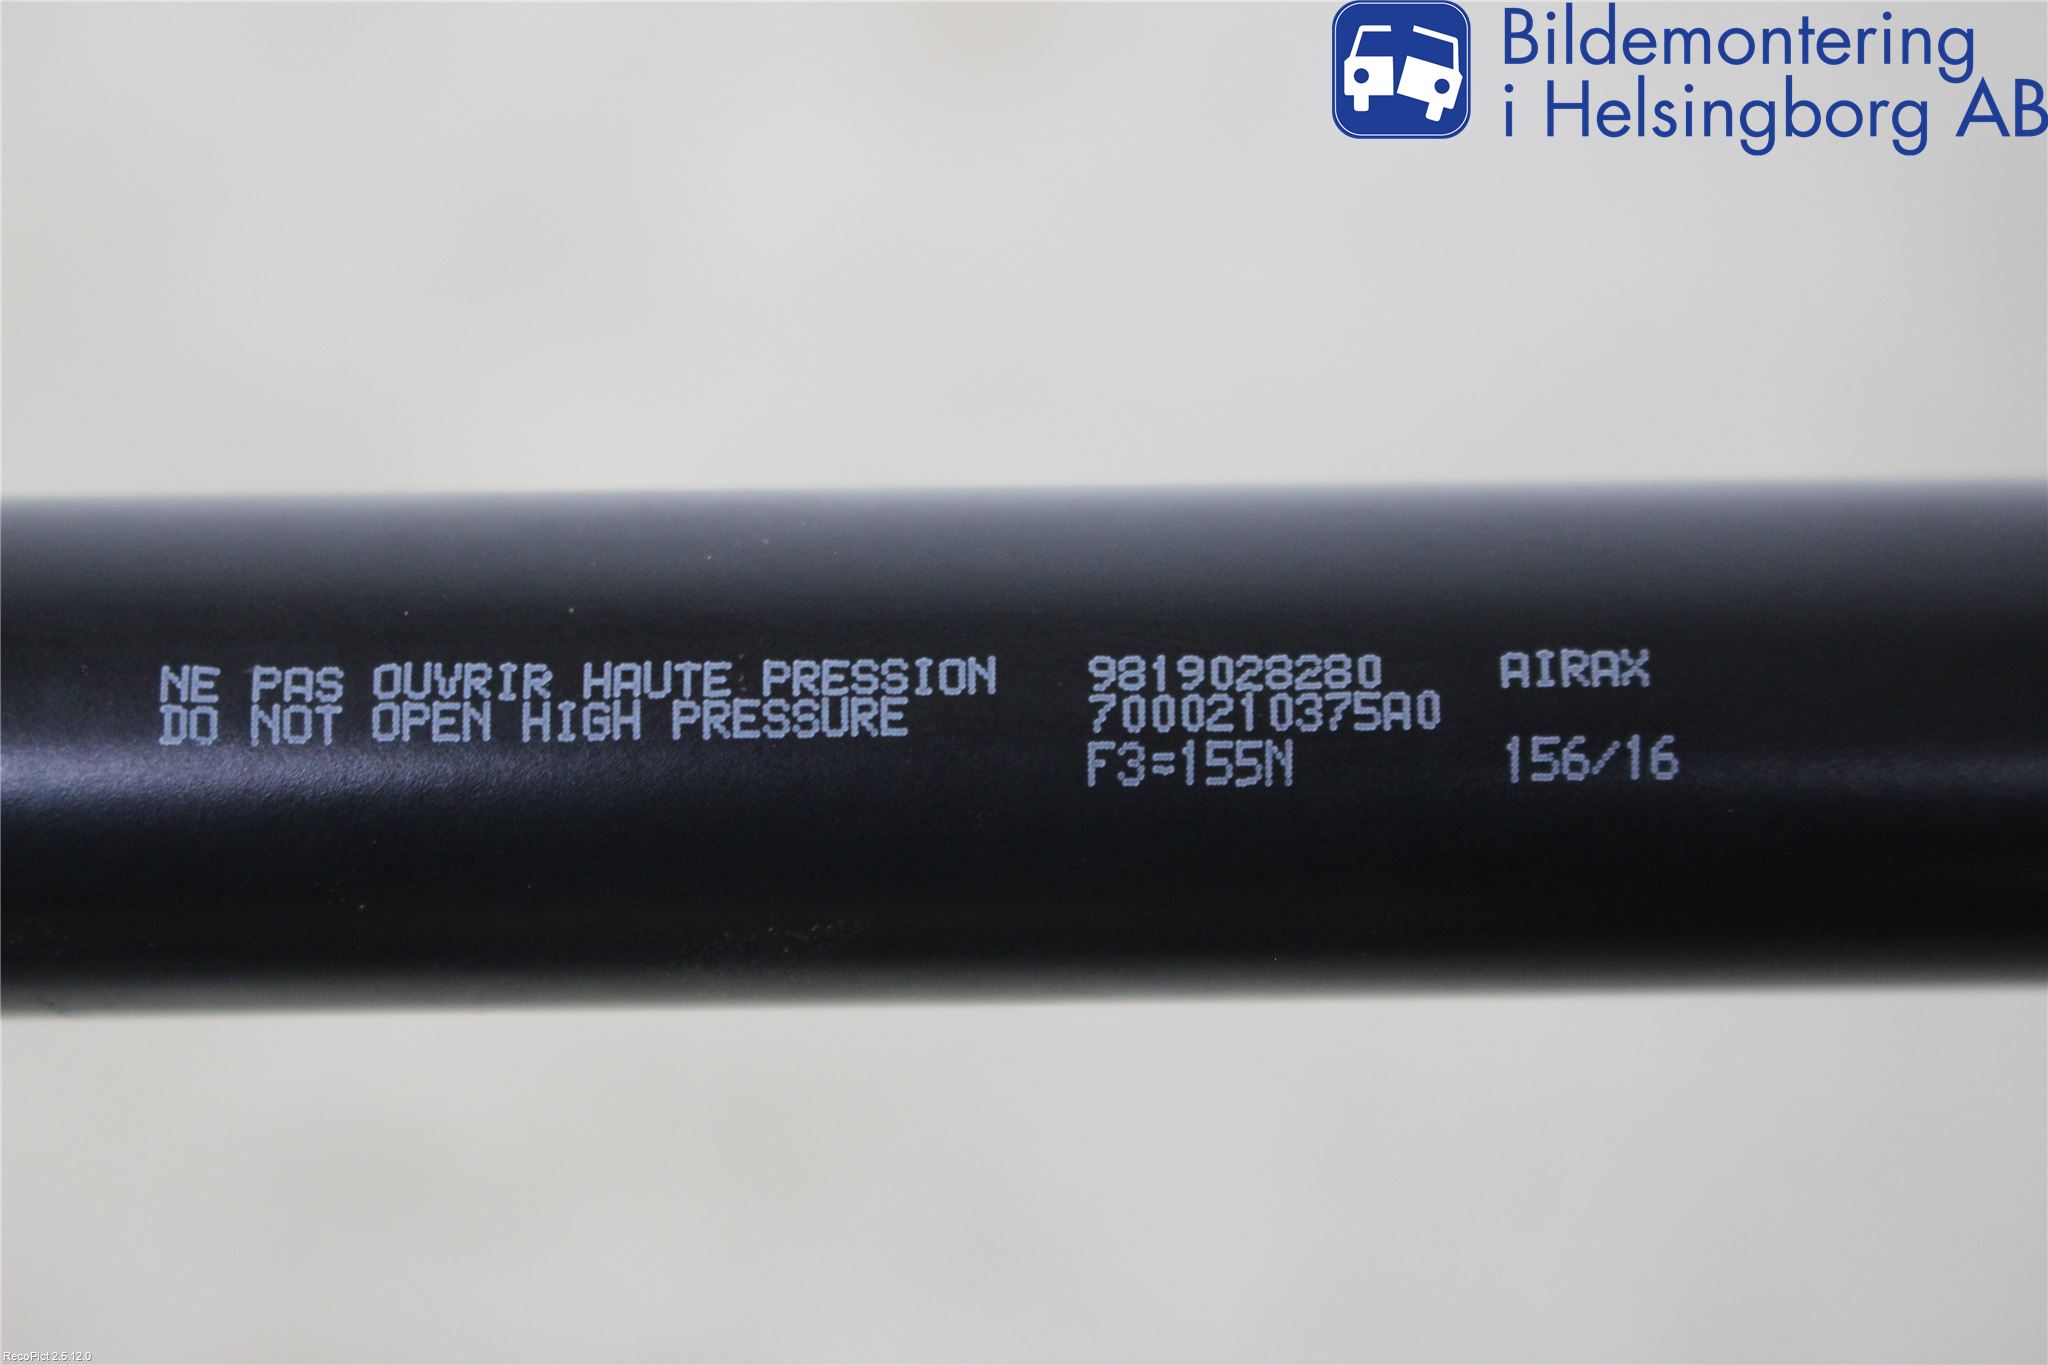 Bildemontering
i Helsingborg AB
NE PAS OUVRIR HAUTE PRESSION 9819028280 AIRAX
DO NOT OPEN HIGH PRESSURE 7000210375A0
F3=155N 156/16
RecoPict 2.5.12.0